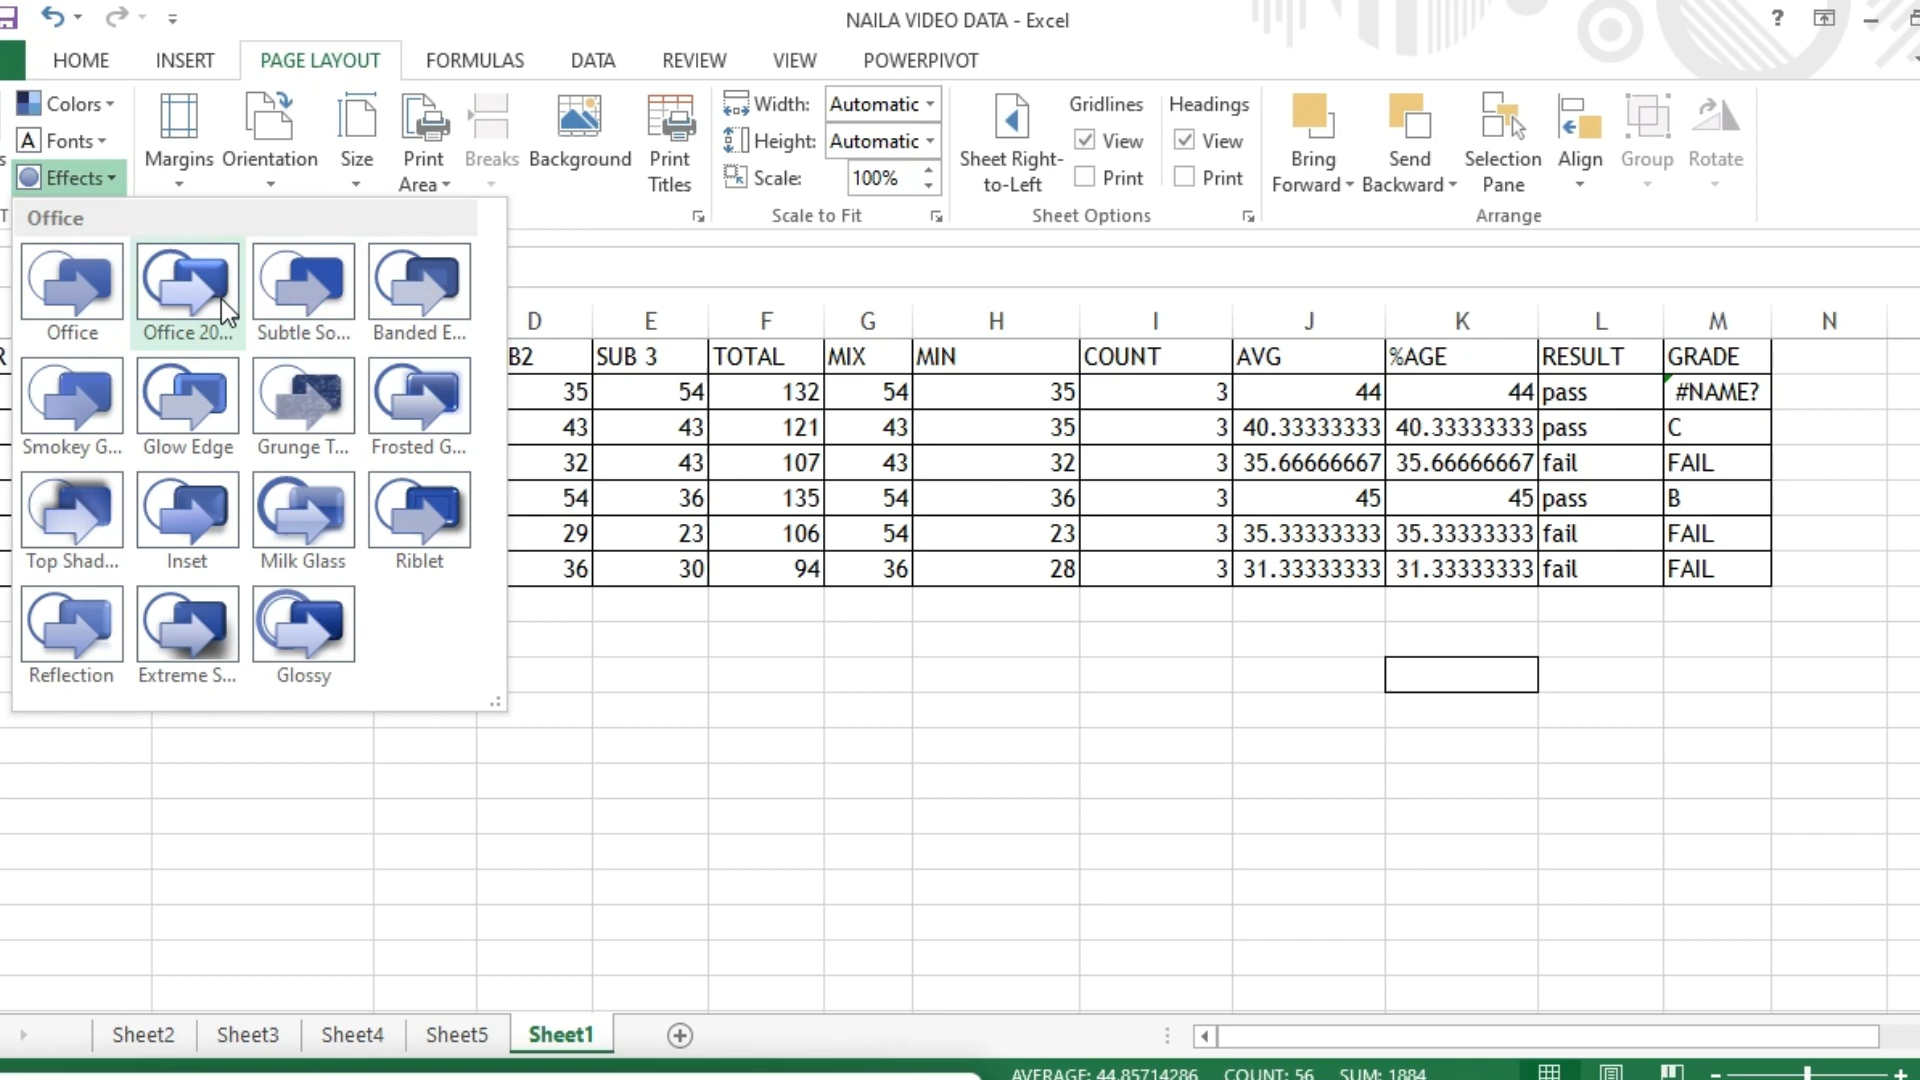 NAILA VIDEO DATA - Excel
?
HOME INSERT PAGE LAYOUT FORMULAS DATA REVIEW VIEW POWERPIVOT
Colors
Fonts
Effects
Margins
Orientation
Size
Print
Area
Breaks
Background
Print
Titles
Width: Automatic
Height: Automatic
Scale: 100%
Scale to Fit
Sheet Right-
to-Left
Gridlines
View
Print
Headings
View
Print
Sheet Options
Bring
Forward
Send
Backward
Selection
Pane
Align
Group
Rotate
Arrange
Office
Office Office 20... Subtle So... Banded E...
Smokey G... Glow Edge Grunge T... Frosted G...
Top Shad... Inset Milk Glass Riblet
Reflection Extreme S... Glossy
D E F G H I J K L M N
R B2 SUB 3 TOTAL MIX MIN COUNT AVG %AGE RESULT GRADE
35 54 132 54 35 3 44 44 pass #NAME?
43 43 121 43 35 3 40.33333333 40.33333333 pass C
32 43 107 43 32 3 35.66666667 35.66666667 fail FAIL
54 36 135 54 36 3 45 45 pass B
29 23 106 54 23 3 35.33333333 35.33333333 fail FAIL
36 30 94 36 28 3 31.33333333 31.33333333 fail FAIL
Sheet2 Sheet3 Sheet4 Sheet5 Sheet1
AVERAGE: 44.85714286 COUNT: 56 SUM: 1884